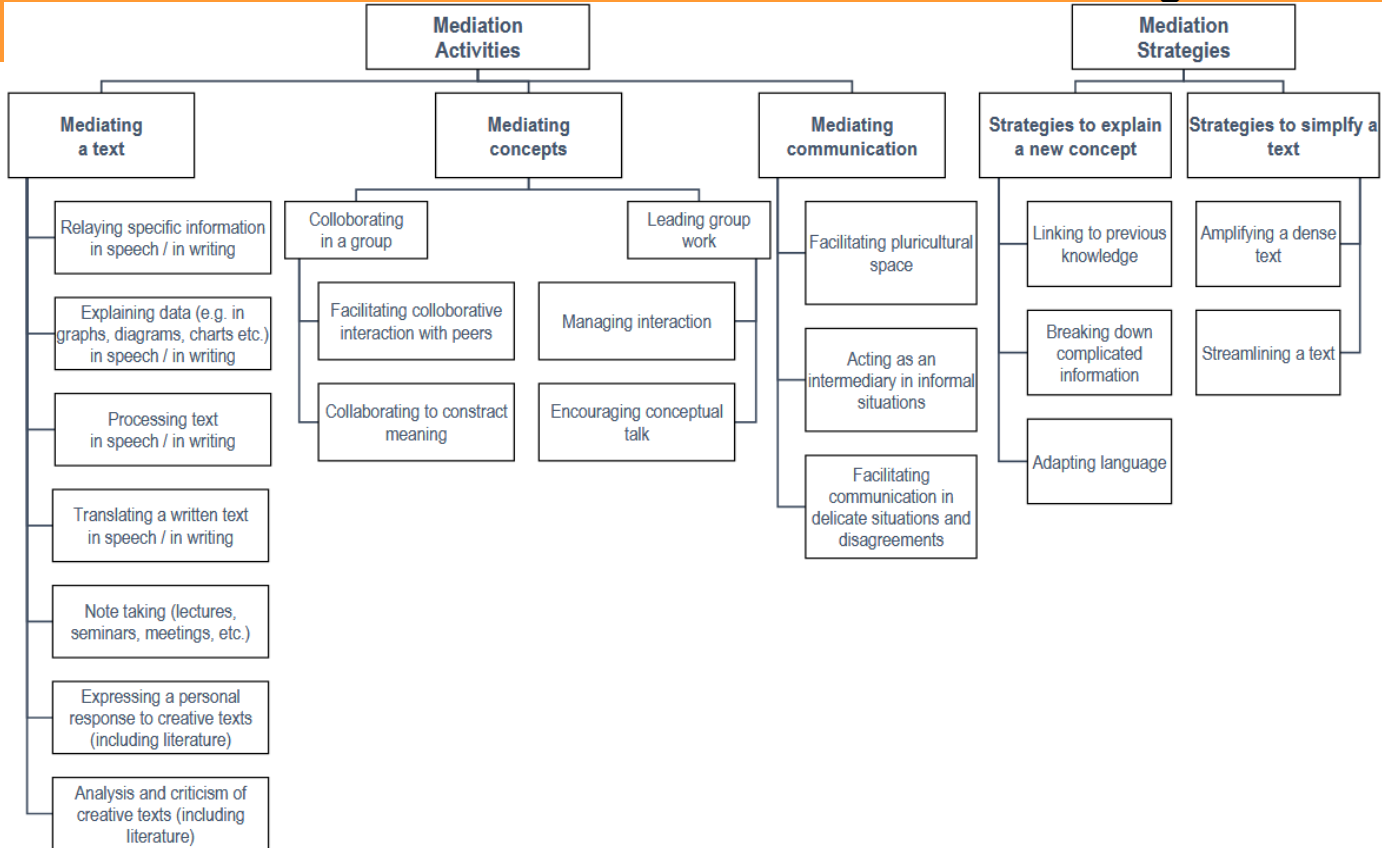 Mediation
Activities
Mediation
Strategies
Mediating
a text
Mediating
concepts
Mediating
communication
Strategies to explain
a new concept
Strategies to simplfy a
text
Relaying specific information
in speech / in writing
Explaining data (e.g. in
graphs, diagrams, charts etc.)
in speech / in writing
Processing text
in speech / in writing
Translating a written text
in speech / in writing
Note taking (lectures,
seminars, meetings, etc.)
Expressing a personal
response to creative texts
(including literature)
Analysis and criticism of
creative texts (including
literature)
Colloborating
in a group
Leading group
work
Facilitating colloborative
interaction with peers
Collaborating to constract
meaning
Managing interaction
Encouraging conceptual
talk
Facilitating pluricultural
space
Acting as an
intermediary in informal
situations
Facilitating
communication in
delicate situations and
disagreements
Linking to previous
knowledge
Breaking down
complicated
information
Adapting language
Amplifying a dense
text
Streamlining a text